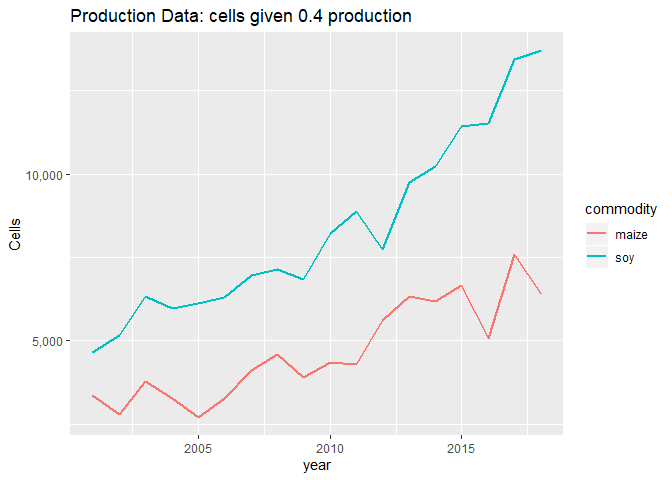 Production Data: cells given 0.4 production
Cells
10,000
5,000
2005
2010
2015
year
commodity
maize
soy